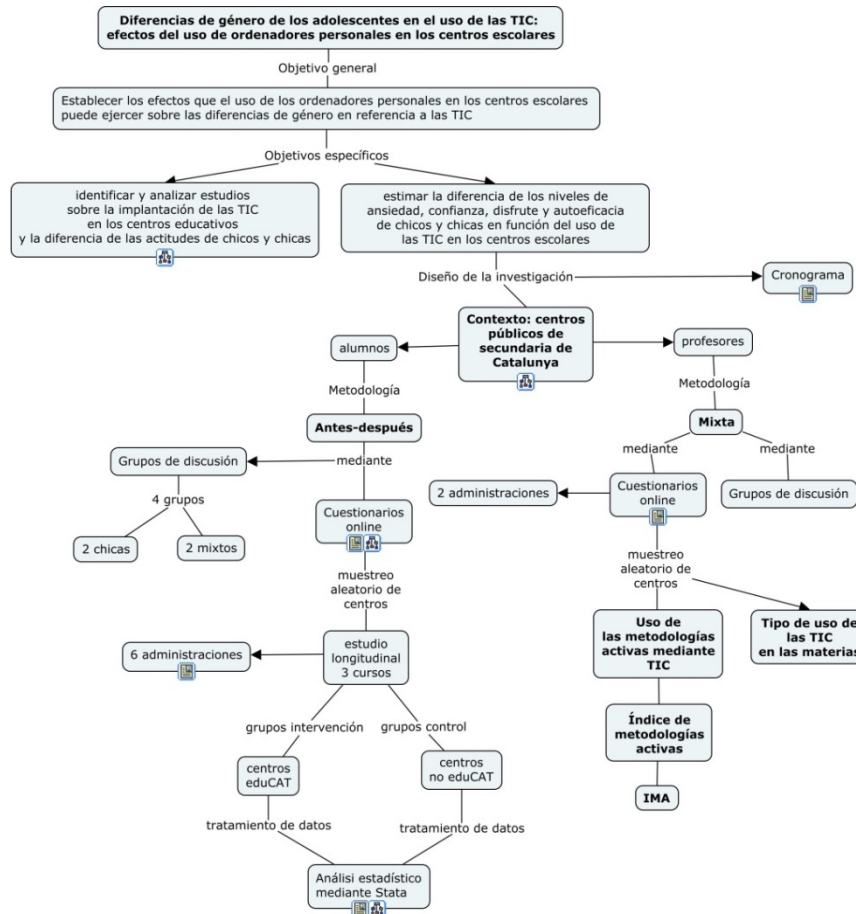 Diferencias de género de los adolescentes en el uso de las TIC:
efectos del uso de ordenadores personales en los centros escolares
Objetivo general
Establecer los efectos que el uso de los ordenadores personales en los centros escolares
puede ejercer sobre las diferencias de género en referencia a las TIC
Objetivos específicos
identificar y analizar estudios
sobre la implantación de las TIC
en los centros educativos
y la diferencia de las actitudes de chicos y chicas
estimar la diferencia de los niveles de
ansiedad, confianza, disfrute y autoeficacia
de chicos y chicas en función del uso de
las TIC en los centros escolares
Diseño de la investigación
Cronograma
Contexto: centros
públicos de
secundaria de
Catalunya
alumnos
profesores
Metodología
Metodología
Antes-después
Mixta
Grupos de discusión
mediante
mediante
mediante
4 grupos
2 chicas
2 mixtos
Cuestionarios
online
2 administraciones
Cuestionarios
online
Grupos de discusión
muestreo
aleatorio de
centros
muestreo
aleatorio de
centros
6 administraciones
estudio
longitudinal
3 cursos
Uso de
las metodologías
activas mediante
TIC
Tipo de uso de
las TIC
en las materias
grupos intervención
grupos control
Índice de
metodologías
activas
centros
eduCAT
centros
no eduCAT
IMA
tratamiento de datos
tratamiento de datos
Análisi estadístico
mediante Stata